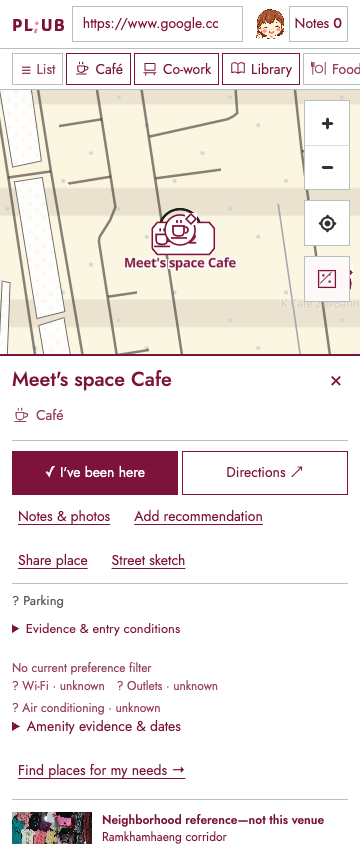 PL;UB https://www.google.cc Notes 0
≡ List Café Co-work Library Food
+
−
Meet's space Cafe
Meet's space Cafe ×
Café
✓ I've been here Directions ↗
Notes & photos Add recommendation
Share place Street sketch
? Parking
▶ Evidence & entry conditions
No current preference filter
? Wi-Fi · unknown ? Outlets · unknown
? Air conditioning · unknown
▶ Amenity evidence & dates
Find places for my needs →
Neighborhood reference—not this venue
Ramkhamhaeng corridor